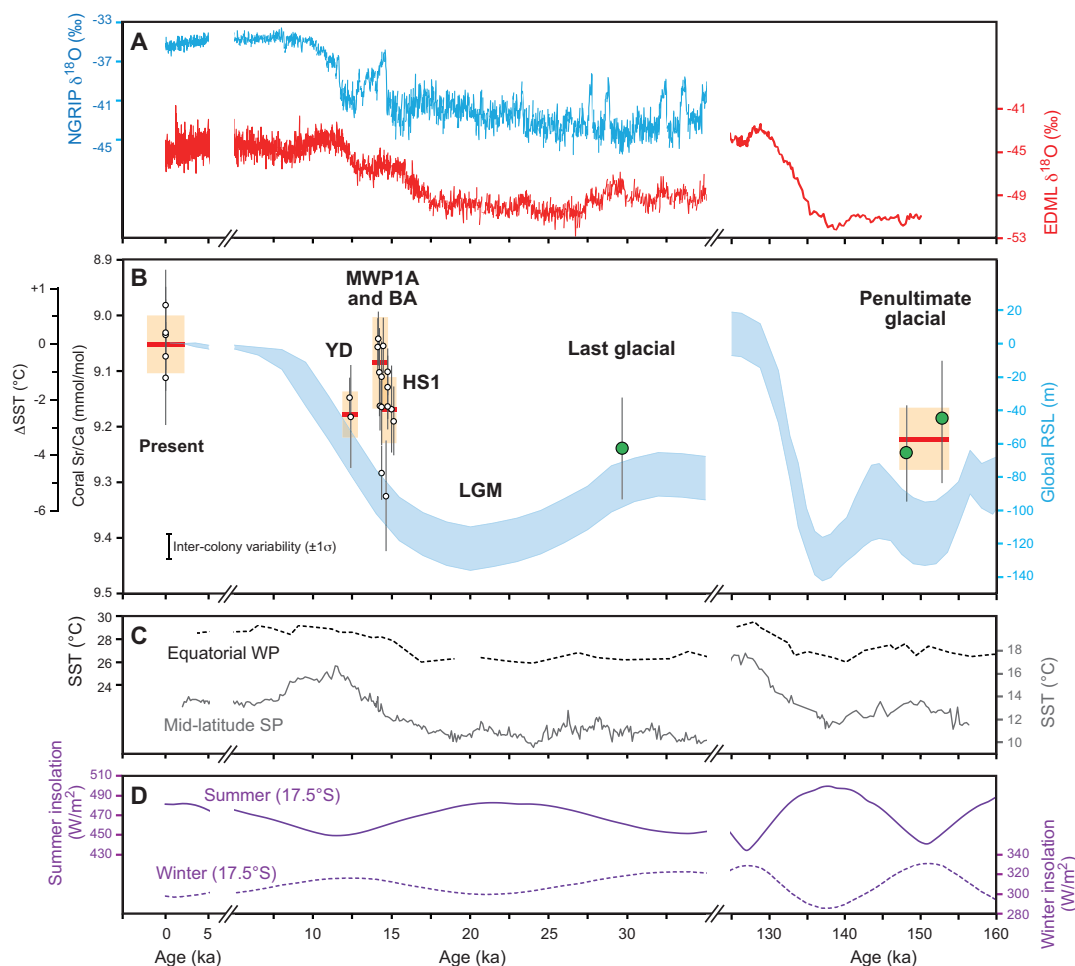 A
NGRIP δ¹⁸O (‰)
-33
-37
-41
-45
-41
-45
-49
-53
EDML δ¹⁸O (‰)
B
ΔSST (°C)
+1
0
-2
-4
-6
Coral Sr/Ca (mmol/mol)
8.9
9.0
9.1
9.2
9.3
9.4
9.5
MWP1A
and BA
YD
HS1
Last glacial
Penultimate
glacial
Present
LGM
Inter-colony variability (±1σ)
20
0
-20
-40
-60
-80
-100
-120
-140
Global RSL (m)
C
SST (°C)
30
28
26
24
Equatorial WP
Mid-latitude SP
18
16
14
12
10
SST (°C)
D
Summer insolation
(W/m²)
510
490
470
450
430
Summer (17.5°S)
Winter (17.5°S)
340
320
300
280
Winter insolation
(W/m²)
0 5 10 15 20 25 30 130 140 150 160
Age (ka) Age (ka) Age (ka)